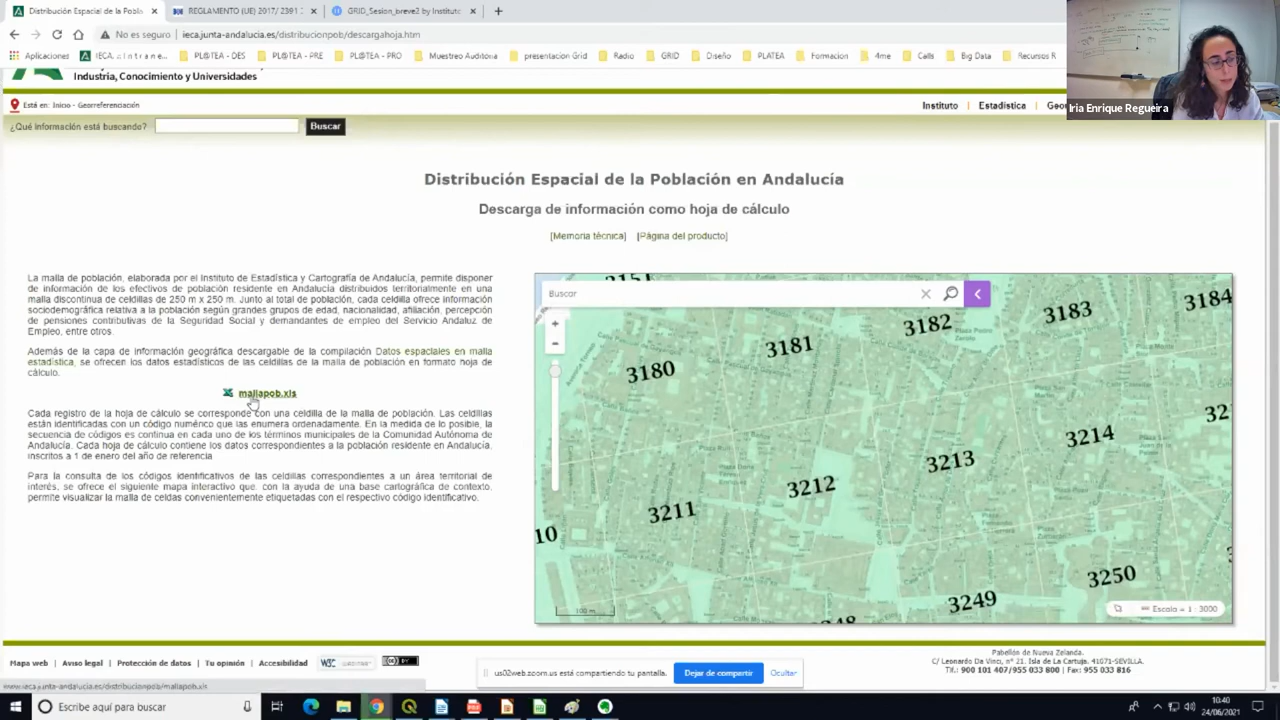 Distribución Espacial de la Pobla
REGLAMENTO (UE) 2017/ 2391
GRID_Sesion_breve2 by Instituto
No es seguro | ieca.junta-andalucia.es/distribucionpob/descargahoja.htm
Aplicaciones
PL@TEA - DES
PL@TEA - PRE
PL@TEA - PRO
Muestreo Auditoria
presentación Grid
Radio
GRID
Diseño
PLATEA
Formacion
4me
Calls
Big Data
Recursos R
Iria Enrique Regueira
Industria, Conocimiento y Universidades
Está en: Inicio - Georreferenciación
Instituto | Estadística |
¿Qué información está buscando?
Buscar
Distribución Espacial de la Población en Andalucía
Descarga de información como hoja de cálculo
[Memoria técnica] [Página del producto]
La malla de población, elaborada por el Instituto de Estadística y Cartografía de Andalucía, permite disponer
de información de los efectivos de población residente en Andalucía distribuidos territorialmente en una
malla discontinua de celdillas de 250 m x 250 m. Junto al total de población, cada celdilla ofrece información
sociodemográfica relativa a la población según grandes grupos de edad, nacionalidad, afiliación, percepción
de pensiones contributivas de la Seguridad Social y demandantes de empleo del Servicio Andaluz de
Empleo, entre otros.
Además de la capa de información geográfica descargable de la compilación Datos espaciales en malla
estadística, se ofrecen los datos estadísticos de las celdillas de la malla de población en formato hoja de
cálculo.
mallapob.xls
Cada registro de la hoja de cálculo se corresponde con una celdilla de la malla de población. Las celdillas
están identificadas con un código numérico que las enumera ordenadamente. En la medida de lo posible, la
secuencia de códigos es continua en cada uno de los términos municipales de la Comunidad Autónoma de
Andalucía. Cada hoja de cálculo contiene los datos correspondientes a la población residente en Andalucía,
inscritos a 1 de enero del año de referencia
Para la consulta de los códigos identificativos de las celdillas correspondientes a un área territorial de
interés, se ofrece el siguiente mapa interactivo que, con la ayuda de una base cartográfica de contexto,
permite visualizar la malla de celdas convenientemente etiquetadas con el respectivo código identificativo.
Buscar
3151
3180
3181
3182
3183
3184
3211
3212
3213
3214
3249
3250
100 m
Escala = 1 : 3000
Mapa web | Aviso legal | Protección de datos | Tu opinión | Accesibilidad
W3C
us02web.zoom.us está compartiendo tu pantalla.
Dejar de compartir
Ocultar
Pabellón de Nueva Zelanda.
C/ Leonardo Da Vinci, nº 21. Isla de La Cartuja. 41071-SEVILLA.
Tlf.: 900 101 407/955 033 800 | Fax: 955 033 816
Escribe aquí para buscar
10:40
24/06/2021